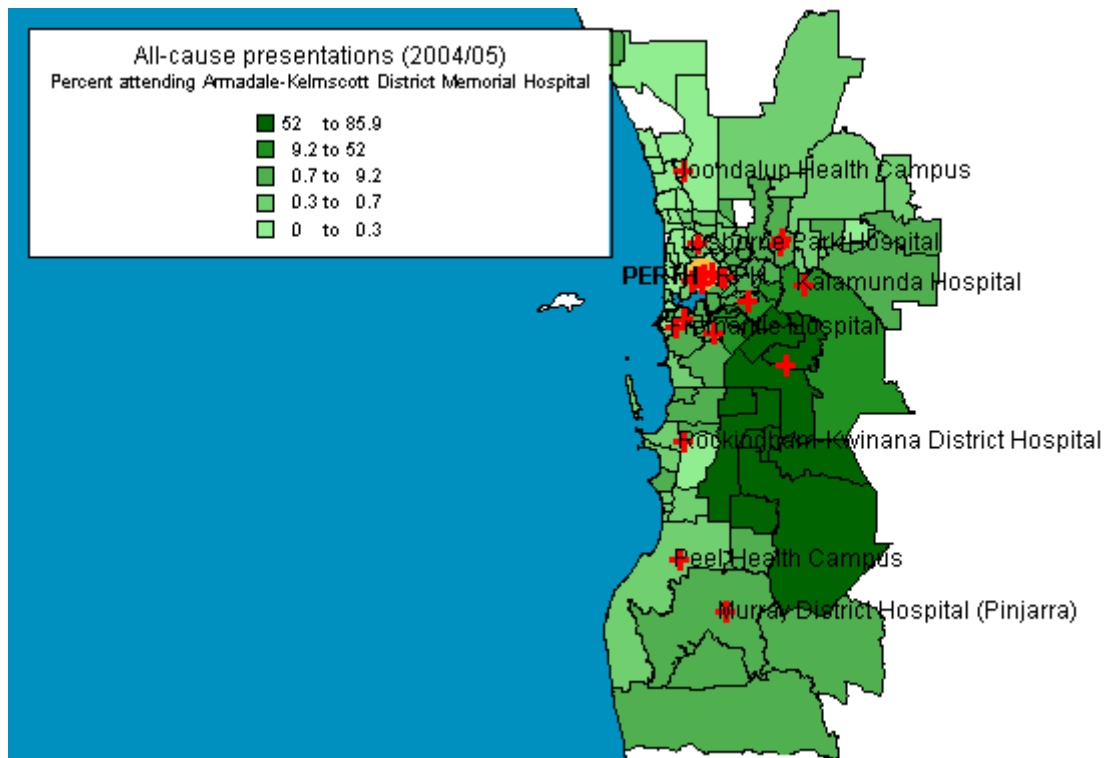 All-cause presentations (2004/05)
Percent attending Armadale-Kelmscott District Memorial Hospital
52 to 85.9
9.2 to 52
0.7 to 9.2
0.3 to 0.7
0 to 0.3
Joondalup Health Campus
Osborne Park Hospital
PERTH
RPH
Kalamunda Hospital
Fremantle Hospital
Rockingham-Kwinana District Hospital
Peel Health Campus
Murray District Hospital (Pinjarra)